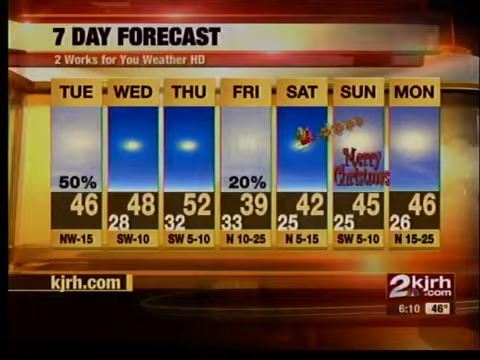 7 DAY FORECAST
2 Works for You Weather HD
TUE WED THU FRI SAT SUN MON
Merry
Christmas
50% 20%
46 48 52 39 42 45 46
28 32 33 25 25 26
NW-15 SW-10 SW 5-10 N 10-25 N 5-15 SW 5-10 N 15-25
kjrh.com
2kjrh
.com
6:10 46°